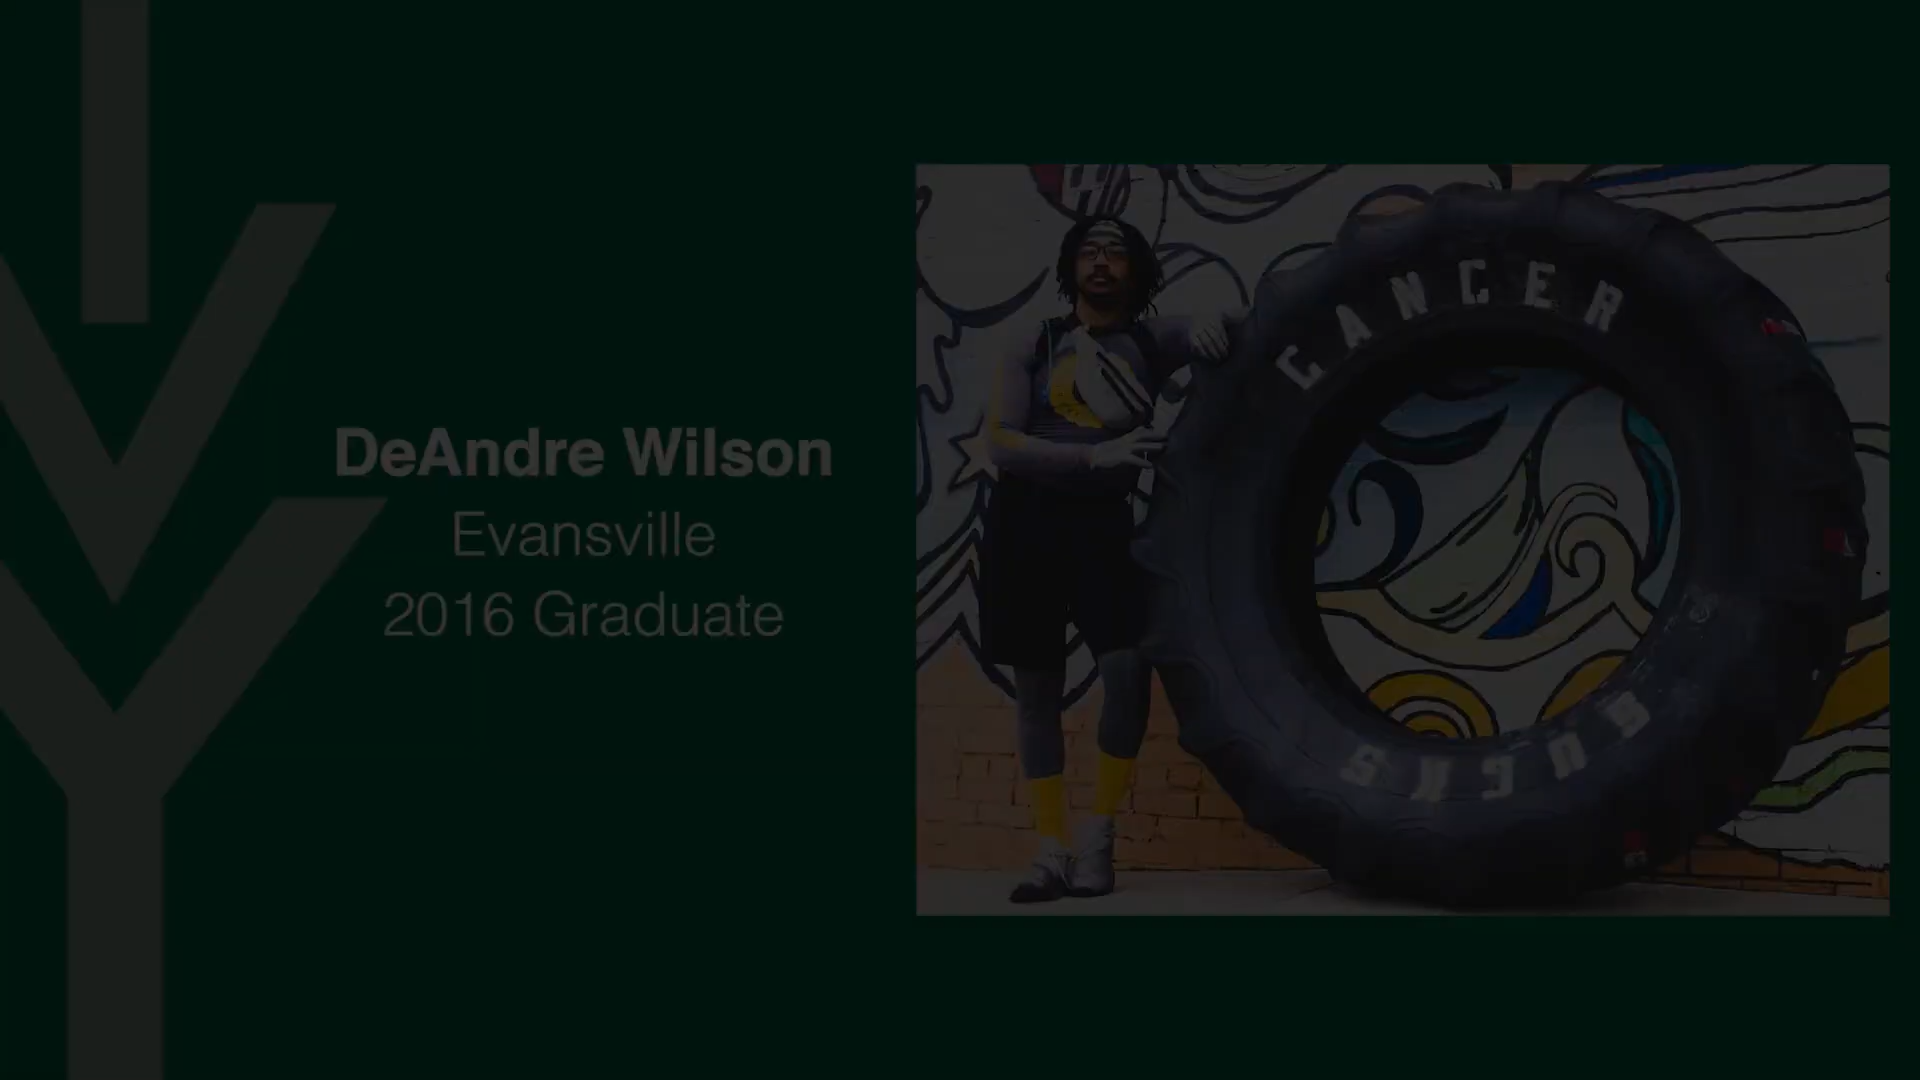 DeAndre Wilson
Evansville
2016 Graduate
CANCER
SUCKS